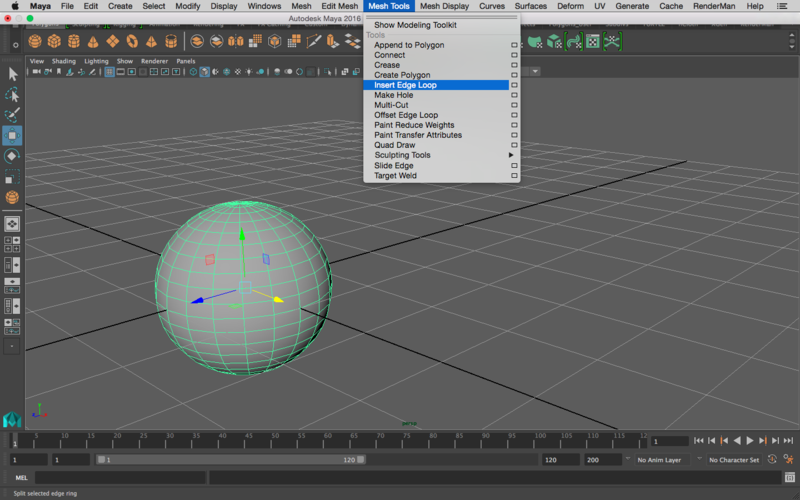 Maya File Edit Create Select Modify Display Windows Mesh Edit Mesh Mesh Tools Mesh Display Curves Surfaces Deform UV Generate Cache RenderMan Help
Autodesk Maya 2016
Show Modeling Toolkit
Tools
Append to Polygon
Connect
Crease
Create Polygon
Insert Edge Loop
Make Hole
Multi-Cut
Offset Edge Loop
Paint Reduce Weights
Paint Transfer Attributes
Quad Draw
Sculpting Tools
Slide Edge
Target Weld
View Shading Lighting Show Renderer Panels
persp
1 5 10 15 20 25 30 35 40 45 50 55 60 65 70 75 80 85 90 95 100 105 110 115 12 1
1 1 1 120 120 200 No Anim Layer No Character Set
MEL
Split selected edge ring